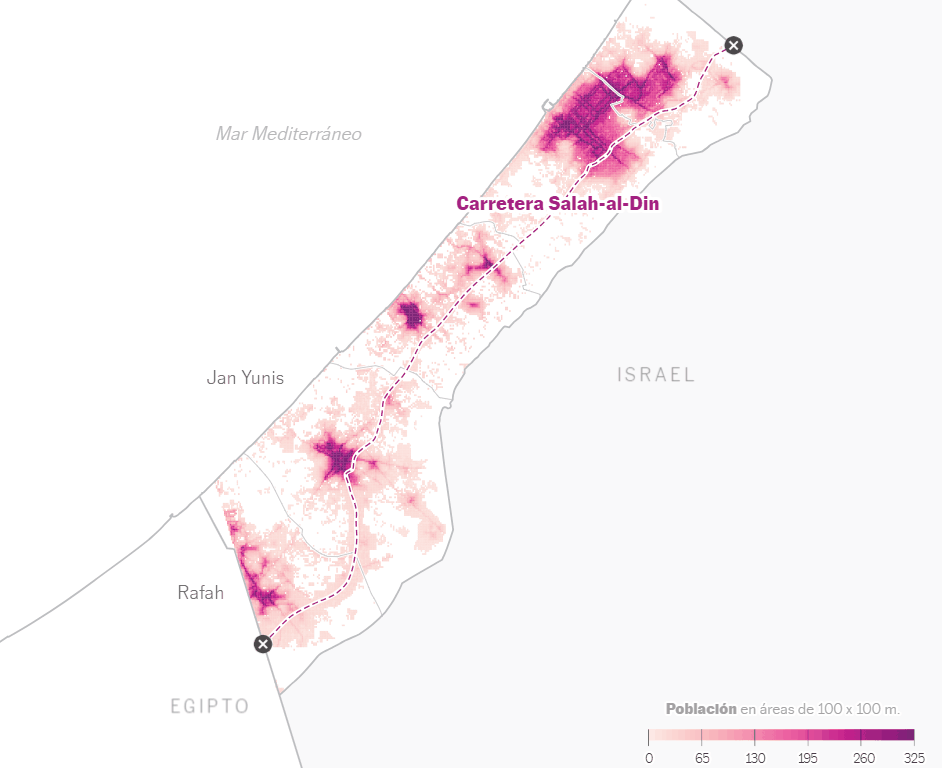 Mar Mediterráneo
Carretera Salah-al-Din
Jan Yunis
ISRAEL
Rafah
EGIPTO
Población en áreas de 100 x 100 m.
0 65 130 195 260 325